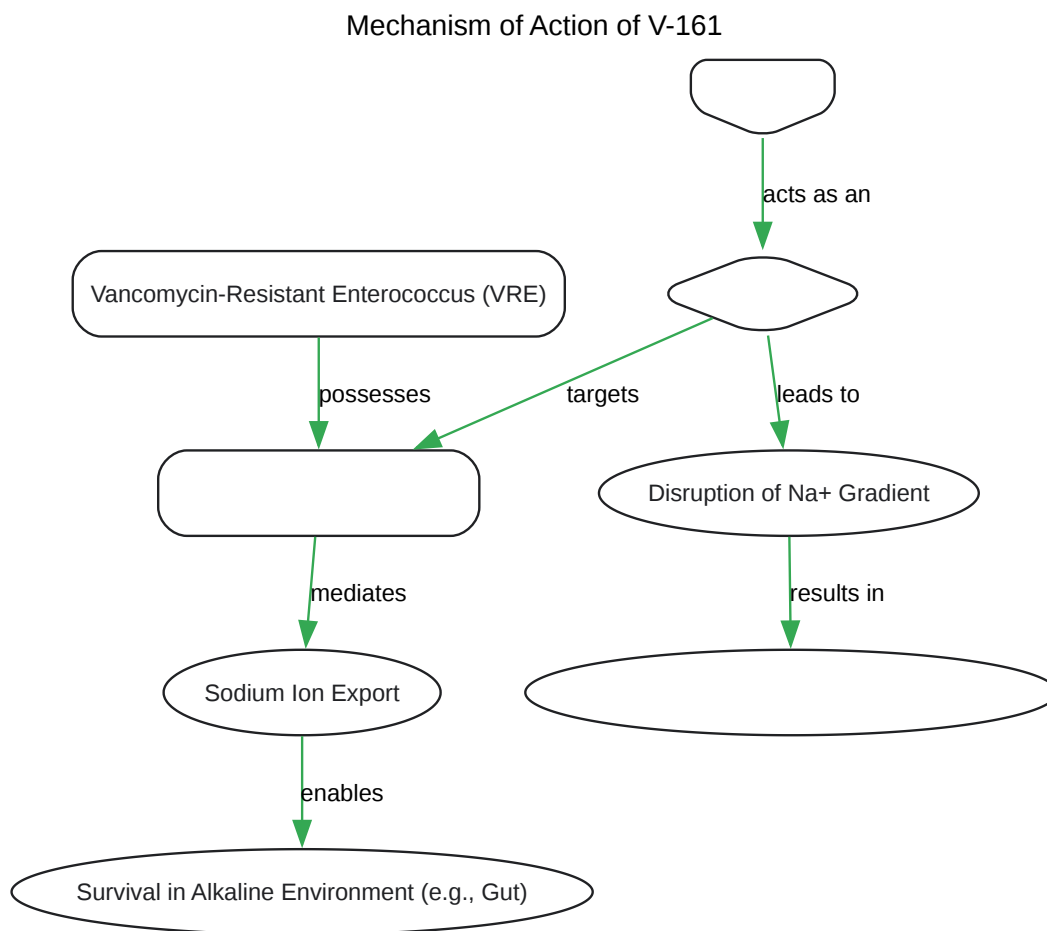 Mechanism of Action of V-161
acts as an
Vancomycin-Resistant Enterococcus (VRE)
possesses
targets
leads to
Disruption of Na+ Gradient
mediates
results in
Sodium Ion Export
enables
Survival in Alkaline Environment (e.g., Gut)